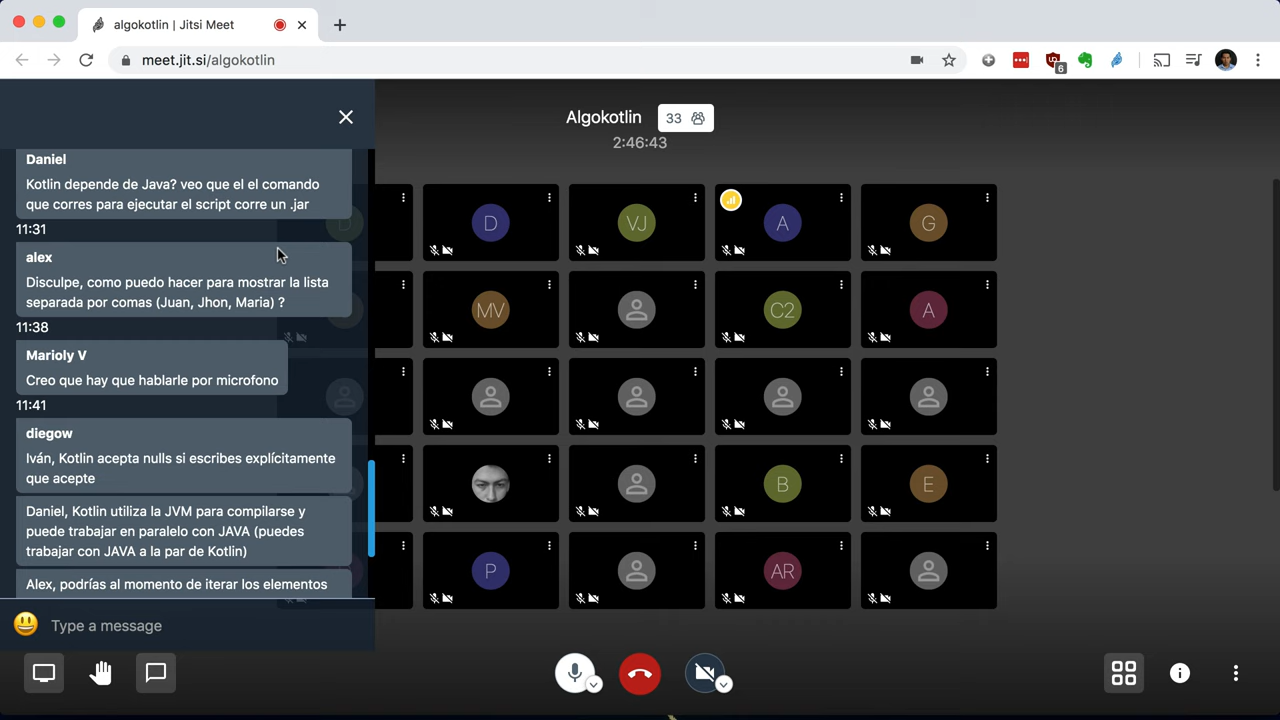 algokotlin | Jitsi Meet
meet.jit.si/algokotlin
6
Algokotlin
33
2:46:43
Daniel
Kotlin depende de Java? veo que el el comando
que corres para ejecutar el script corre un .jar
11:31
alex
Disculpe, como puedo hacer para mostrar la lista
separada por comas (Juan, Jhon, Maria) ?
11:38
Marioly V
Creo que hay que hablarle por microfono
11:41
diegow
Iván, Kotlin acepta nulls si escribes explícitamente
que acepte
Daniel, Kotlin utiliza la JVM para compilarse y
puede trabajar en paralelo con JAVA (puedes
trabajar con JAVA a la par de Kotlin)
Alex, podrías al momento de iterar los elementos
Type a message
D D VJ A G
MV C2 A
B E
P AR